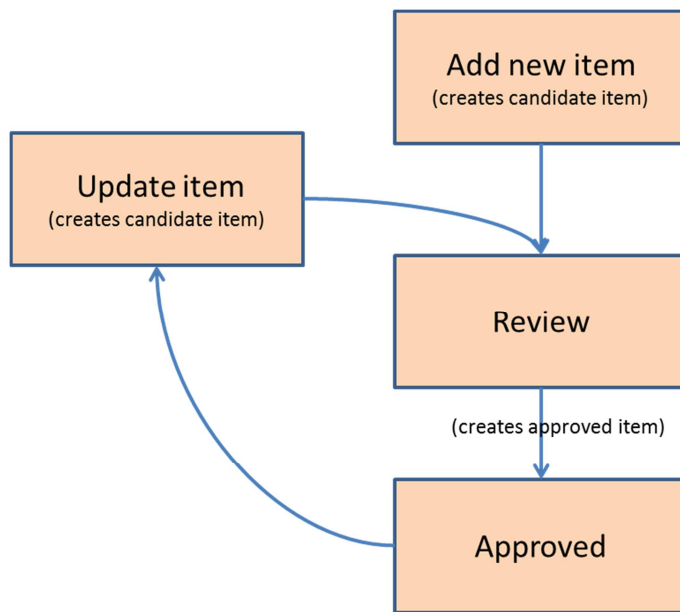 Add new item
(creates candidate item)
Update item
(creates candidate item)
Review
(creates approved item)
Approved